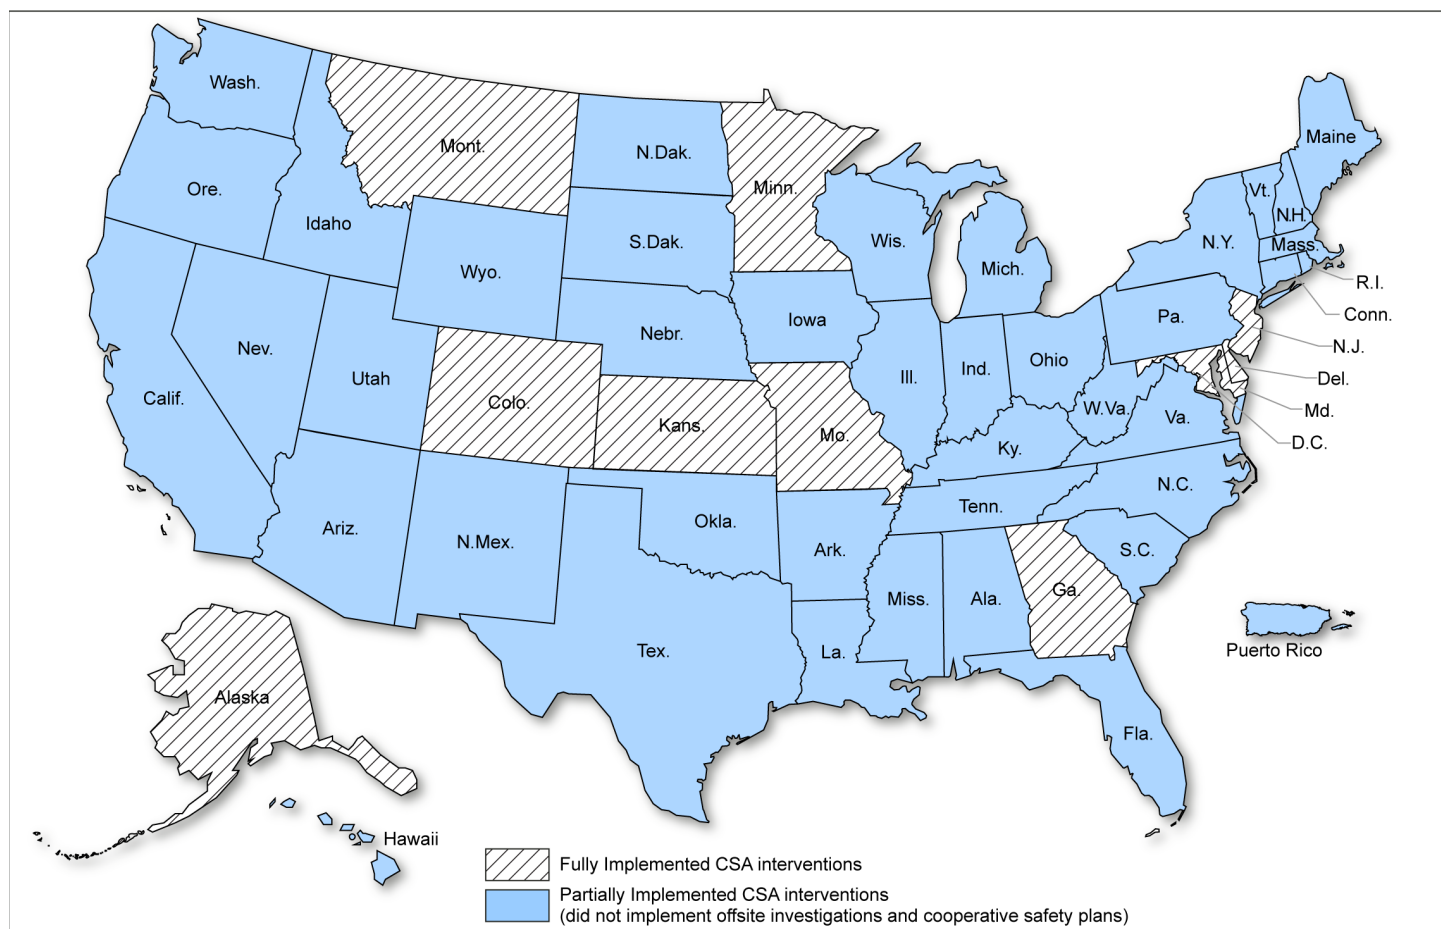 Wash.
Mont.
N.Dak.
Minn.
Maine
Ore.
Idaho
S.Dak.
Wis.
Mich.
Vt.
N.H.
N.Y.
Mass.
R.I.
Conn.
Wyo.
Nebr.
Iowa
Pa.
N.J.
Nev.
Utah
Colo.
Kans.
Mo.
Ill.
Ind.
Ohio
Del.
Md.
D.C.
Calif.
W.Va.
Va.
Ky.
Ariz.
N.Mex.
Okla.
Ark.
Tenn.
N.C.
S.C.
Tex.
La.
Miss.
Ala.
Ga.
Fla.
Puerto Rico
Alaska
Hawaii
Fully Implemented CSA interventions
Partially Implemented CSA interventions
(did not implement offsite investigations and cooperative safety plans)